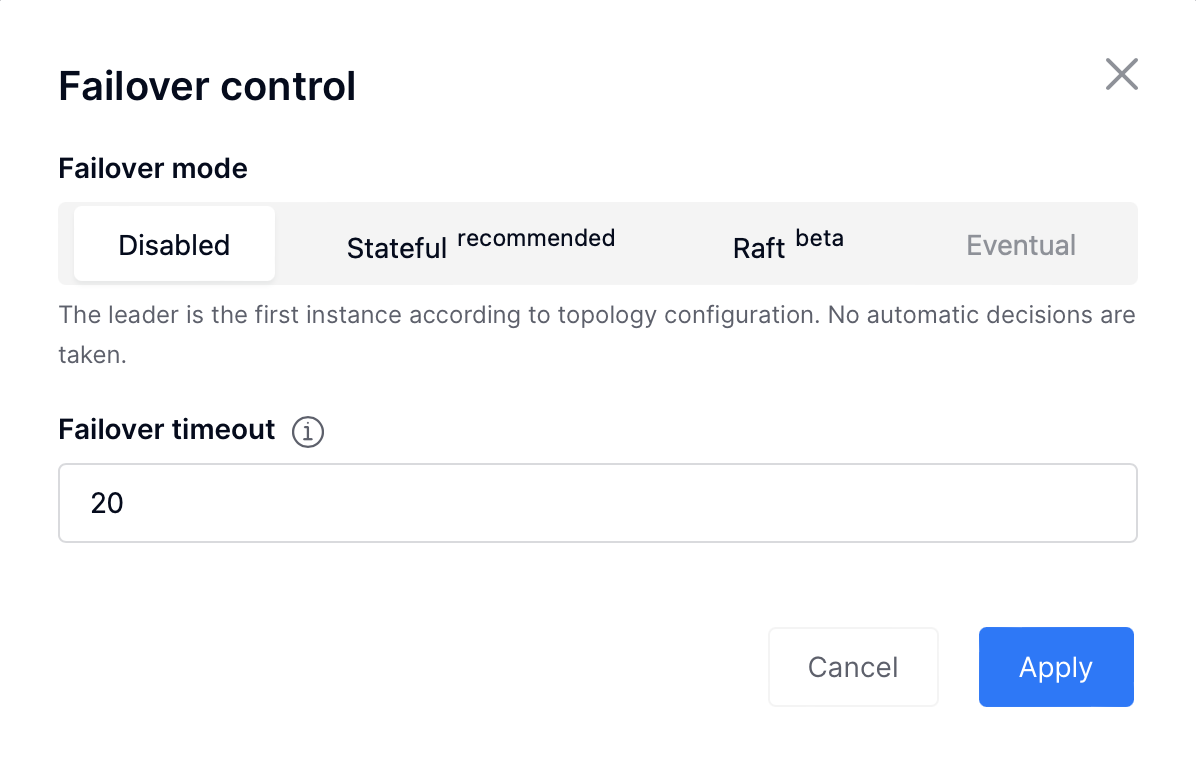 Failover control
Failover mode
Disabled Stateful recommended Raft beta Eventual
The leader is the first instance according to topology configuration. No automatic decisions are
taken.
Failover timeout
20
Cancel Apply